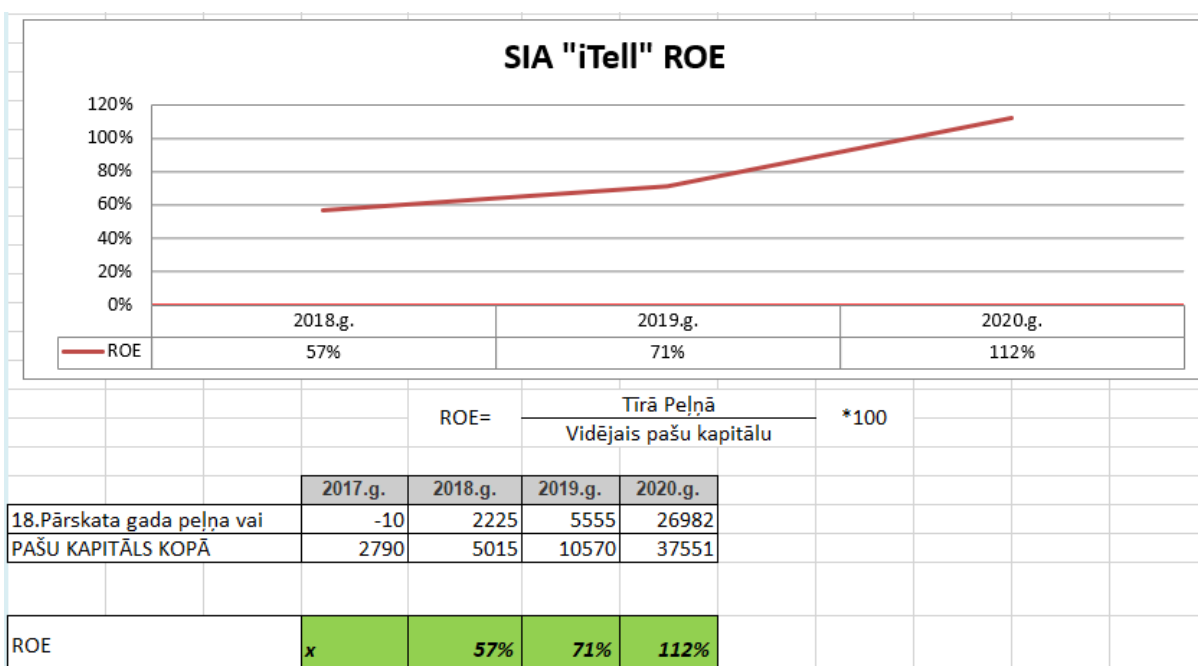 SIA "iTell" ROE
120%
100%
80%
60%
40%
20%
0%
2018.g. 2019.g. 2020.g.
ROE 57% 71% 112%
ROE= Tīrā Peļņā *100
Vidējais pašu kapitālu
2017.g. 2018.g. 2019.g. 2020.g.
18.Pārskata gada peļņa vai -10 2225 5555 26982
PAŠU KAPITĀLS KOPĀ 2790 5015 10570 37551
ROE x 57% 71% 112%